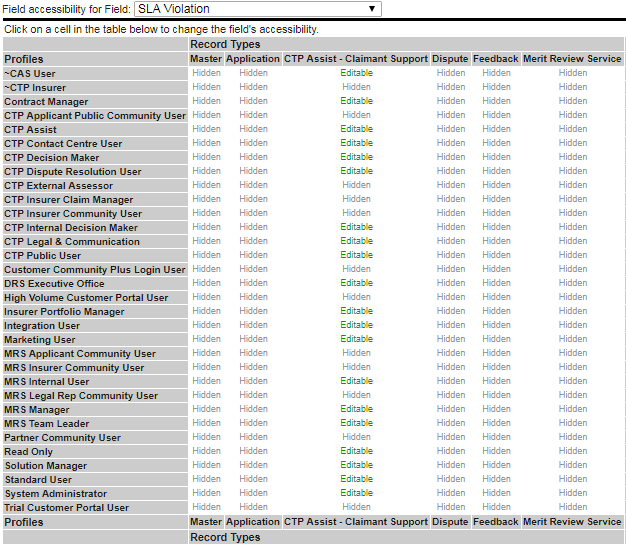 Field accessibility for Field: SLA Violation
Click on a cell in the table below to change the field's accessibility.
Record Types
Profiles Master Application CTP Assist - Claimant Support Dispute Feedback Merit Review Service
~CAS User Hidden Hidden Editable Hidden Hidden Hidden
~CTP Insurer Hidden Hidden Hidden Hidden Hidden Hidden
Contract Manager Hidden Hidden Editable Hidden Hidden Hidden
CTP Applicant Public Community User Hidden Hidden Hidden Hidden Hidden Hidden
CTP Assist Hidden Hidden Editable Hidden Hidden Hidden
CTP Contact Centre User Hidden Hidden Editable Hidden Hidden Hidden
CTP Decision Maker Hidden Hidden Editable Hidden Hidden Hidden
CTP Dispute Resolution User Hidden Hidden Editable Hidden Hidden Hidden
CTP External Assessor Hidden Hidden Hidden Hidden Hidden Hidden
CTP Insurer Claim Manager Hidden Hidden Hidden Hidden Hidden Hidden
CTP Insurer Community User Hidden Hidden Hidden Hidden Hidden Hidden
CTP Internal Decision Maker Hidden Hidden Editable Hidden Hidden Hidden
CTP Legal & Communication Hidden Hidden Editable Hidden Hidden Hidden
CTP Public User Hidden Hidden Editable Hidden Hidden Hidden
Customer Community Plus Login User Hidden Hidden Hidden Hidden Hidden Hidden
DRS Executive Office Hidden Hidden Editable Hidden Hidden Hidden
High Volume Customer Portal User Hidden Hidden Hidden Hidden Hidden Hidden
Insurer Portfolio Manager Hidden Hidden Editable Hidden Hidden Hidden
Integration User Hidden Hidden Editable Hidden Hidden Hidden
Marketing User Hidden Hidden Editable Hidden Hidden Hidden
MRS Applicant Community User Hidden Hidden Hidden Hidden Hidden Hidden
MRS Insurer Community User Hidden Hidden Hidden Hidden Hidden Hidden
MRS Internal User Hidden Hidden Editable Hidden Hidden Hidden
MRS Legal Rep Community User Hidden Hidden Hidden Hidden Hidden Hidden
MRS Manager Hidden Hidden Editable Hidden Hidden Hidden
MRS Team Leader Hidden Hidden Editable Hidden Hidden Hidden
Partner Community User Hidden Hidden Hidden Hidden Hidden Hidden
Read Only Hidden Hidden Editable Hidden Hidden Hidden
Solution Manager Hidden Hidden Editable Hidden Hidden Hidden
Standard User Hidden Hidden Editable Hidden Hidden Hidden
System Administrator Hidden Hidden Editable Hidden Hidden Hidden
Trial Customer Portal User Hidden Hidden Hidden Hidden Hidden Hidden
Profiles Master Application CTP Assist - Claimant Support Dispute Feedback Merit Review Service
Record Types